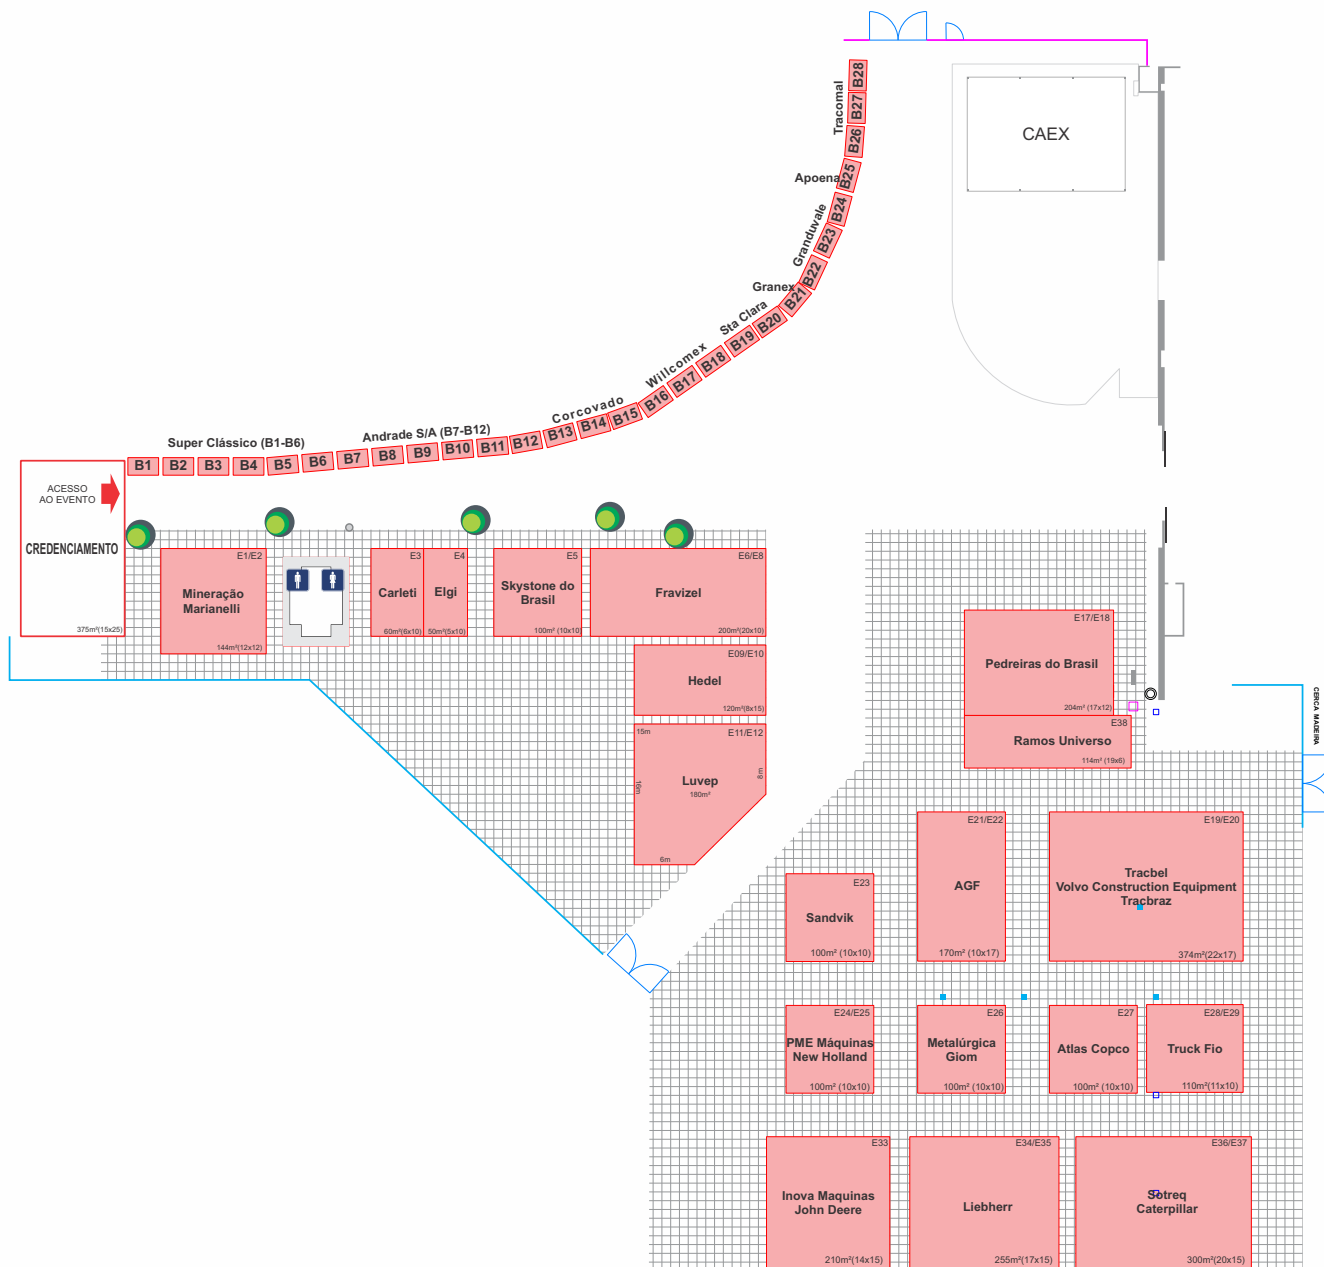 CAEX
B28
B27
B26
B25
B24
B23
B22
B21
B20
B19
B18
B17
B16
B15
B14
B13
B12
B11
B10
B9
B8
B7
B6
B5
B4
B3
B2
B1
Tracomal
Apoena
Granduvale
Granex
Sta Clara
Willcomex
Corcovado
Andrade S/A (B7-B12)
Super Clássico (B1-B6)
ACESSO
AO EVENTO
CREDENCIAMENTO
375m²(15x25)
E1/E2
Mineração
Marianelli
144m²(12x12)
E3
Carleti
60m²(6x10)
E4
Elgi
50m²(5x10)
E5
Skystone do
Brasil
100m² (10x10)
E6/E8
Fravizel
200m²(20x10)
E09/E10
Hedel
120m²(8x15)
15m
E11/E12
8m
16m
Luvep
180m²
6m
E17/E18
Pedreiras do Brasil
204m² (17x12)
E38
Ramos Universo
114m² (19x6)
CERCA MADEIRA
E21/E22
AGF
170m² (10x17)
E19/E20
Tracbel
Volvo Construction Equipment
Tracbraz
374m²(22x17)
E23
Sandvik
100m² (10x10)
E24/E25
PME Máquinas
New Holland
100m² (10x10)
E26
Metalúrgica
Giom
100m² (10x10)
E27
Atlas Copco
100m² (10x10)
E28/E29
Truck Fio
110m²(11x10)
E33
Inova Maquinas
John Deere
210m²(14x15)
E34/E35
Liebherr
255m²(17x15)
E36/E37
Sotreq
Caterpillar
300m²(20x15)